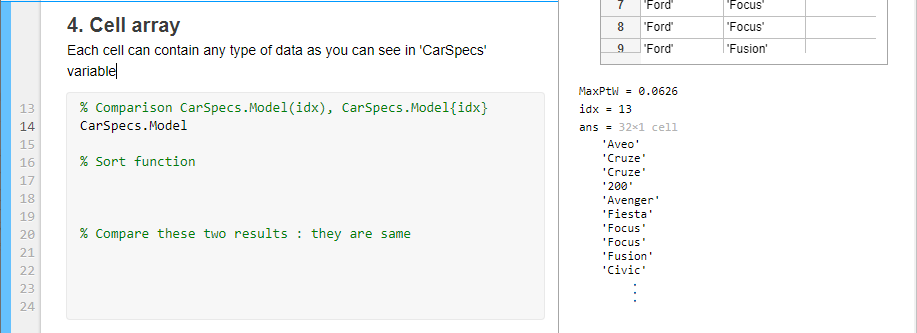 4. Cell array
Each cell can contain any type of data as you can see in 'CarSpecs'
variable
13 % Comparison CarSpecs.Model(idx), CarSpecs.Model{idx}
14 CarSpecs.Model
15
16 % Sort function
17
18
19
20 % Compare these two results : they are same
21
22
23
24
7 'Ford' 'Focus'
8 'Ford' 'Focus'
9 'Ford' 'Fusion'
MaxPtW = 0.0626
idx = 13
ans = 32×1 cell
'Aveo'
'Cruze'
'Cruze'
'200'
'Avenger'
'Fiesta'
'Focus'
'Focus'
'Fusion'
'Civic'
⋮